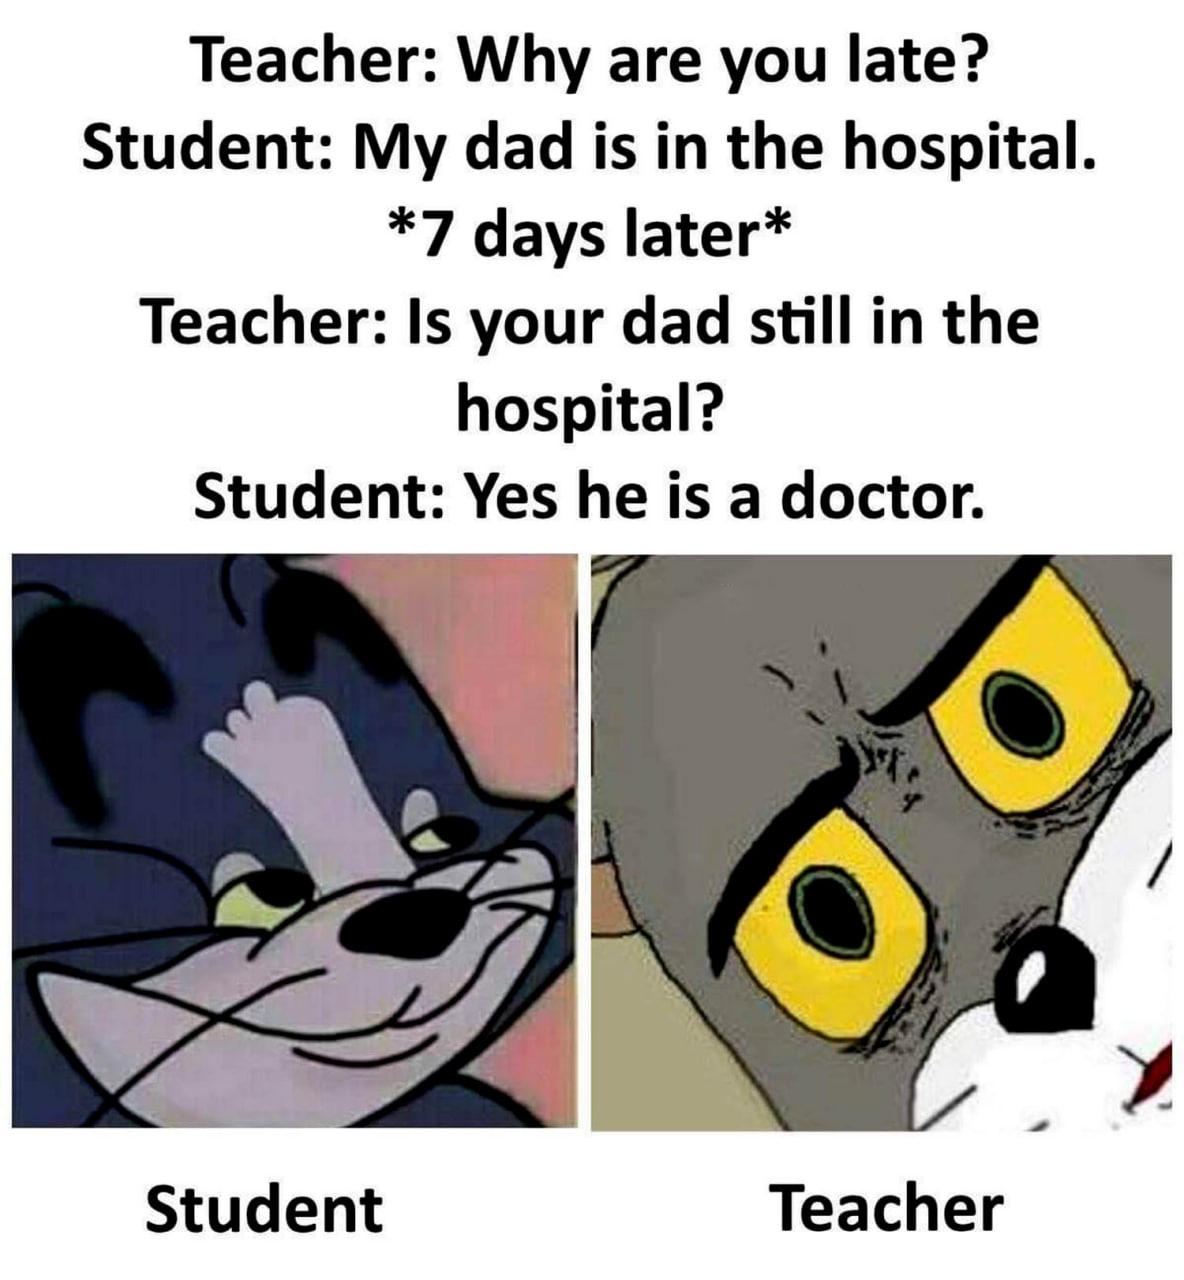 Teacher: Why are you late?
Student: My dad is in the hospital.
*7 days later*
Teacher: Is your dad still in the
hospital?
Student: Yes he is a doctor.
Student
Teacher